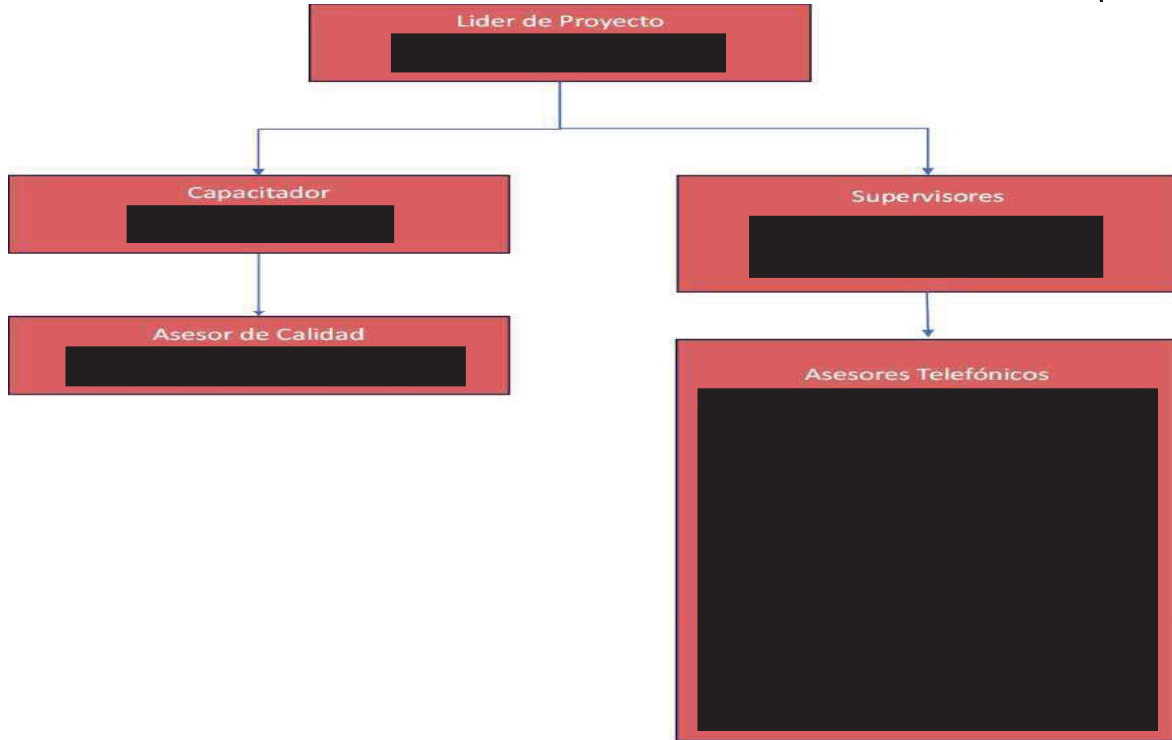 Lider de Proyecto
Capacitador
Supervisores
Asesor de Calidad
Asesores Telefónicos